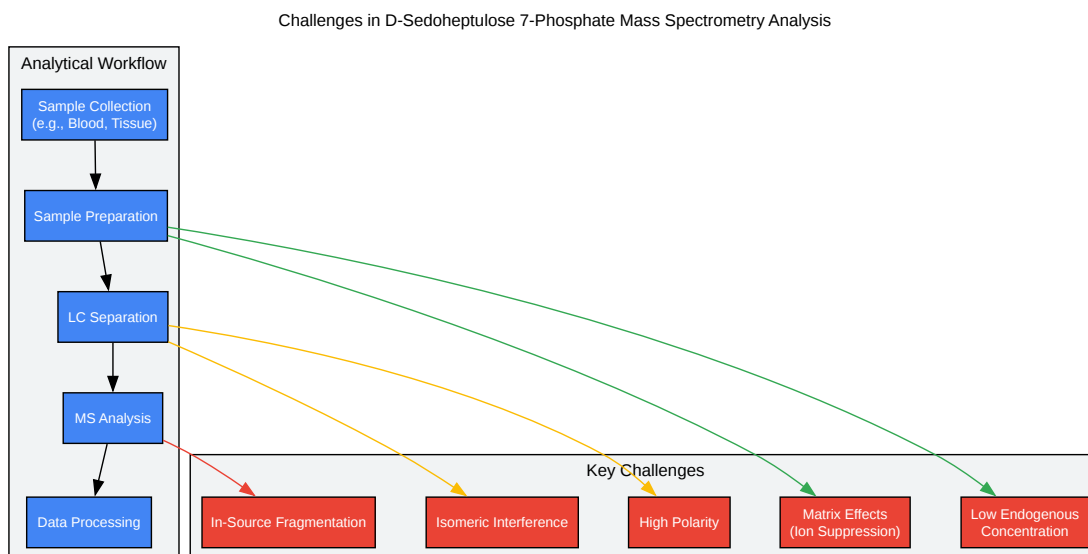 Challenges in D-Sedoheptulose 7-Phosphate Mass Spectrometry Analysis
Analytical Workflow
Sample Collection
(e.g., Blood, Tissue)
Sample Preparation
LC Separation
MS Analysis
Data Processing
Key Challenges
In-Source Fragmentation
Isomeric Interference
High Polarity
Matrix Effects
(Ion Suppression)
Low Endogenous
Concentration